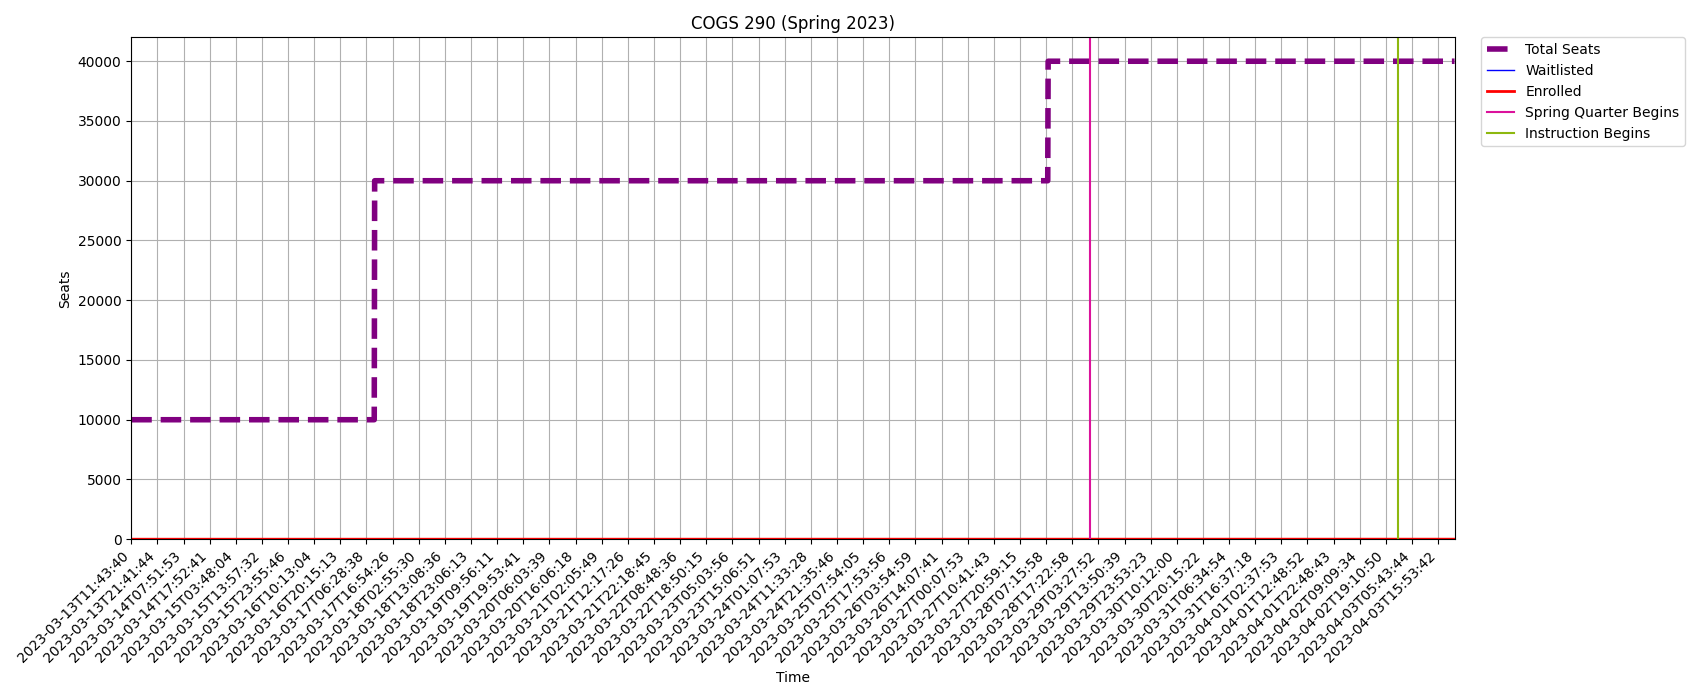 COGS 290 (Spring 2023)
Total Seats
Waitlisted
Enrolled
Spring Quarter Begins
Instruction Begins
40000
35000
30000
25000
20000
15000
10000
5000
0
Seats
2023-03-13T11:43:40
2023-03-13T21:41:44
2023-03-14T07:51:53
2023-03-14T17:52:41
2023-03-15T03:48:04
2023-03-15T13:57:32
2023-03-15T23:55:46
2023-03-16T10:13:04
2023-03-16T20:15:13
2023-03-17T06:28:38
2023-03-17T16:54:26
2023-03-18T02:55:30
2023-03-18T13:08:36
2023-03-18T23:06:13
2023-03-19T09:56:11
2023-03-19T19:53:41
2023-03-20T06:03:39
2023-03-20T16:06:18
2023-03-21T02:05:49
2023-03-21T12:17:26
2023-03-21T22:18:45
2023-03-22T08:48:36
2023-03-22T18:50:15
2023-03-23T05:03:56
2023-03-23T15:06:51
2023-03-24T01:07:53
2023-03-24T11:33:28
2023-03-24T21:35:46
2023-03-25T07:54:05
2023-03-25T17:53:56
2023-03-26T03:54:59
2023-03-26T14:07:41
2023-03-27T00:07:53
2023-03-27T10:41:43
2023-03-27T20:59:15
2023-03-28T07:15:58
2023-03-28T17:22:58
2023-03-29T03:27:52
2023-03-29T13:50:39
2023-03-29T23:53:23
2023-03-30T10:12:00
2023-03-30T20:15:22
2023-03-31T06:34:54
2023-03-31T16:37:18
2023-04-01T02:37:53
2023-04-01T12:48:52
2023-04-01T22:48:43
2023-04-02T09:09:34
2023-04-02T19:10:50
2023-04-03T05:43:44
2023-04-03T15:53:42
Time